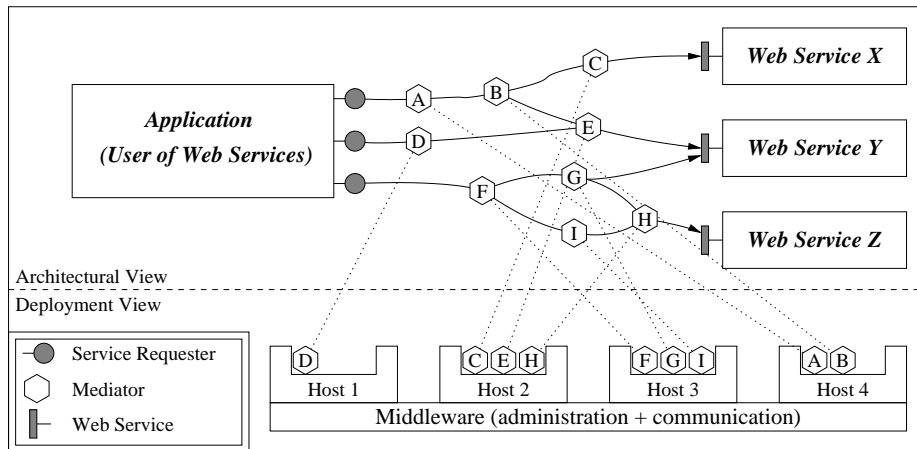 Web Service X
C
B
A
Application
(User of Web Services)
E
D
Web Service Y
G
F
H
I
Web Service Z
Architectural View
Deployment View
Service Requester
Mediator
Web Service
D
C E H
F G I
A B
Host 1
Host 2
Host 3
Host 4
Middleware (administration + communication)